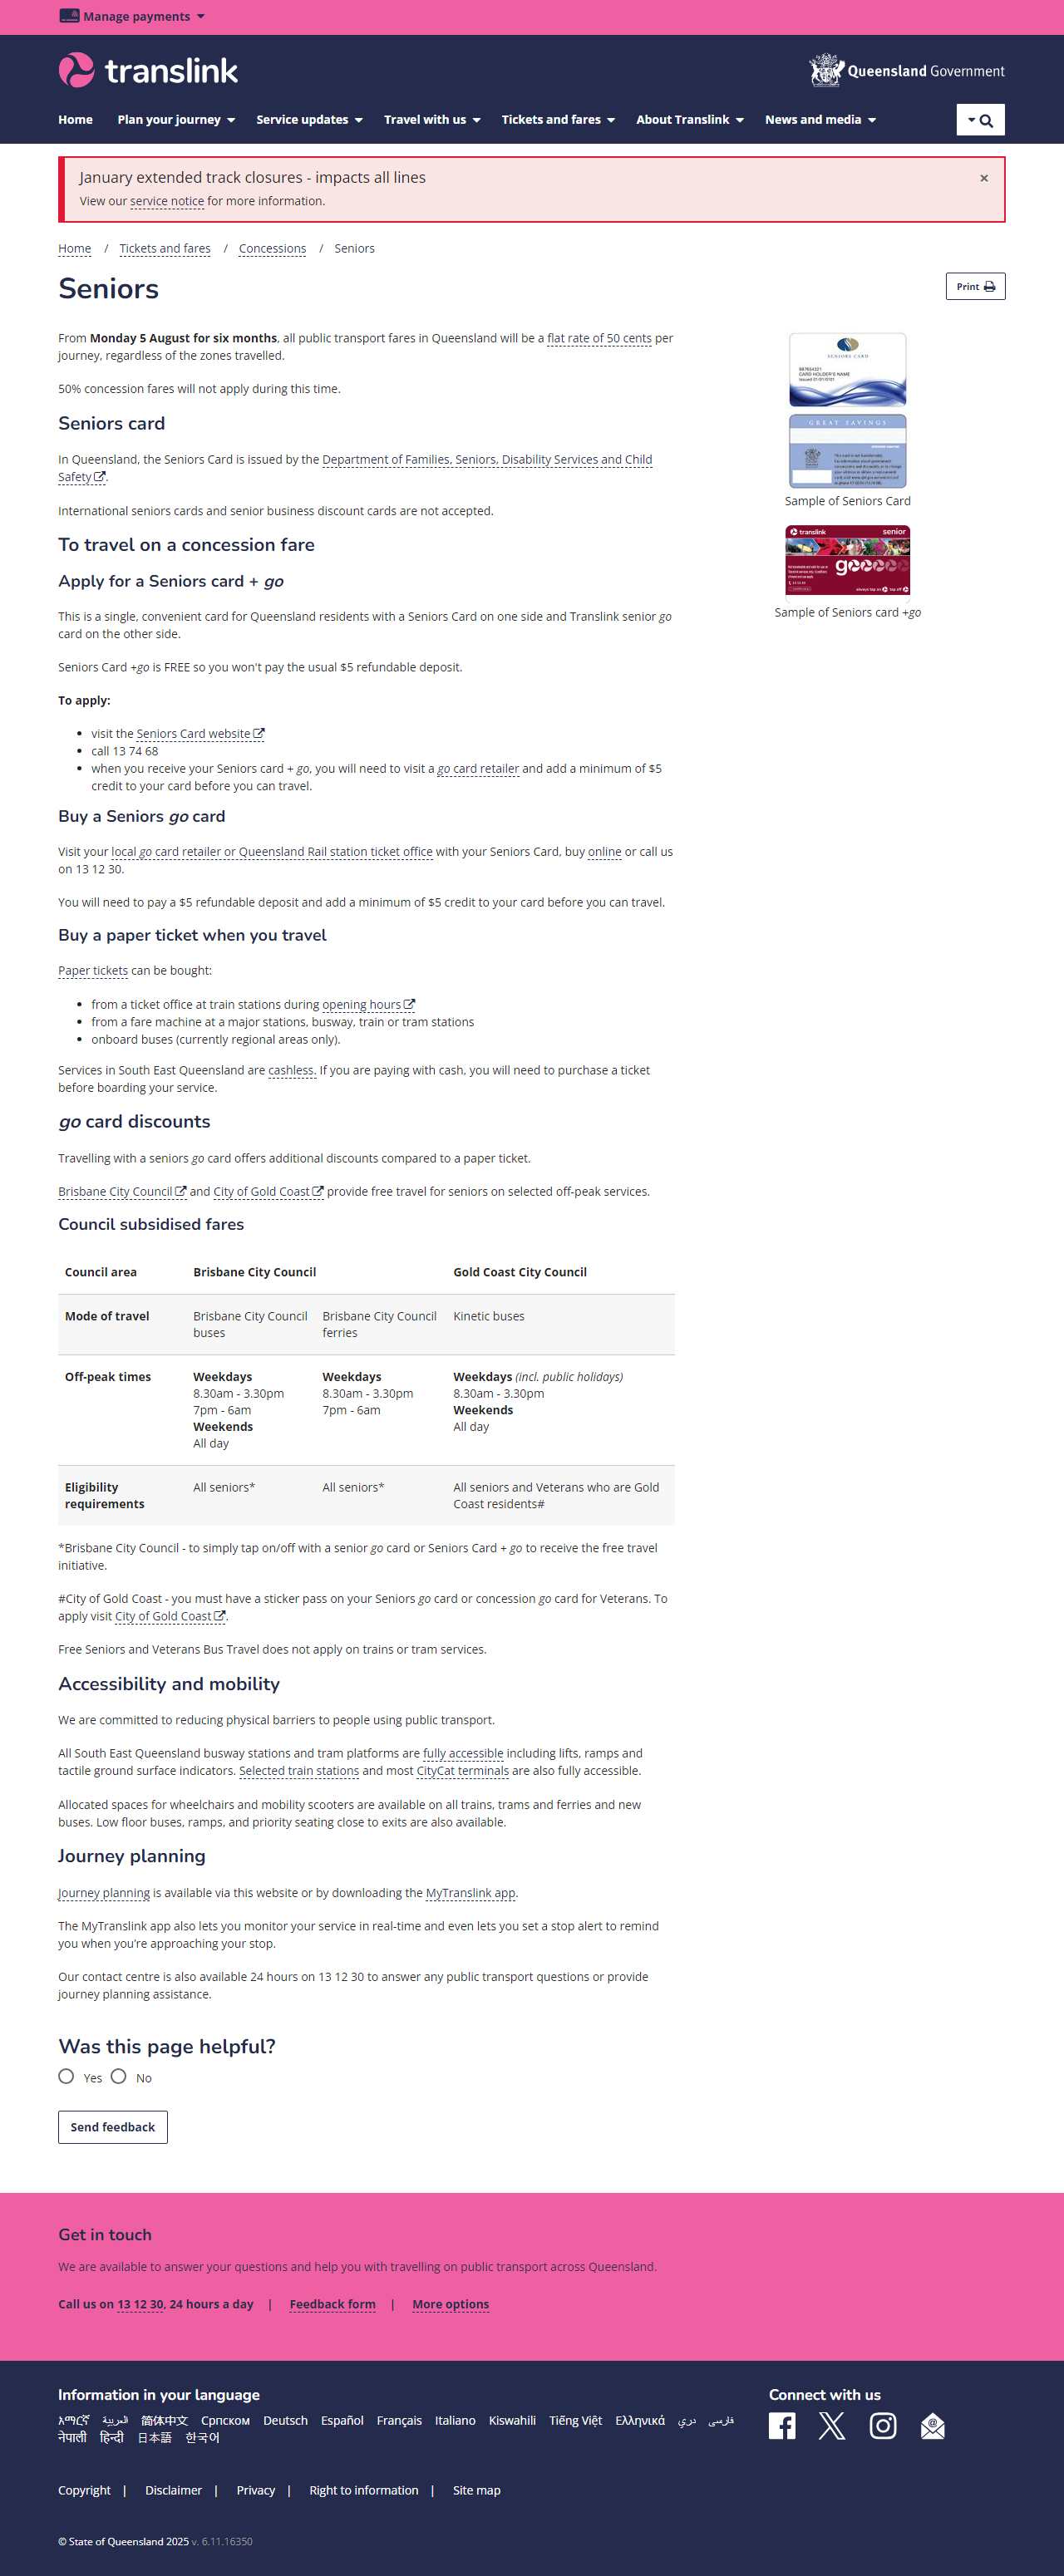 Manage payments
translink
Queensland Government
Home Plan your journey Service updates Travel with us Tickets and fares About Translink News and media
January extended track closures - impacts all lines ×
View our service notice for more information.
Home / Tickets and fares / Concessions / Seniors
Seniors
Print
From Monday 5 August for six months, all public transport fares in Queensland will be a flat rate of 50 cents per
journey, regardless of the zones travelled.
50% concession fares will not apply during this time.
SENIORS CARD
CARD HOLDER'S NAME
GREAT SAVINGS
Sample of Seniors Card
translink senior
go
always tap on tap off
Sample of Seniors card +go
Seniors card
In Queensland, the Seniors Card is issued by the Department of Families, Seniors, Disability Services and Child
Safety.
International seniors cards and senior business discount cards are not accepted.
To travel on a concession fare
Apply for a Seniors card + go
This is a single, convenient card for Queensland residents with a Seniors Card on one side and Translink senior go
card on the other side.
Seniors Card +go is FREE so you won't pay the usual $5 refundable deposit.
To apply:
• visit the Seniors Card website
• call 13 74 68
• when you receive your Seniors card + go, you will need to visit a go card retailer and add a minimum of $5
credit to your card before you can travel.
Buy a Seniors go card
Visit your local go card retailer or Queensland Rail station ticket office with your Seniors Card, buy online or call us
on 13 12 30.
You will need to pay a $5 refundable deposit and add a minimum of $5 credit to your card before you can travel.
Buy a paper ticket when you travel
Paper tickets can be bought:
• from a ticket office at train stations during opening hours
• from a fare machine at a major stations, busway, train or tram stations
• onboard buses (currently regional areas only).
Services in South East Queensland are cashless. If you are paying with cash, you will need to purchase a ticket
before boarding your service.
go card discounts
Travelling with a seniors go card offers additional discounts compared to a paper ticket.
Brisbane City Council and City of Gold Coast provide free travel for seniors on selected off-peak services.
Council subsidised fares
Council area Brisbane City Council Gold Coast City Council
Mode of travel Brisbane City Council Brisbane City Council Kinetic buses
buses ferries
Off-peak times Weekdays Weekdays Weekdays (incl. public holidays)
8.30am - 3.30pm 8.30am - 3.30pm 8.30am - 3.30pm
7pm - 6am 7pm - 6am Weekends
Weekends All day
All day
Eligibility All seniors* All seniors* All seniors and Veterans who are Gold
requirements Coast residents#
*Brisbane City Council - to simply tap on/off with a senior go card or Seniors Card + go to receive the free travel
initiative.
#City of Gold Coast - you must have a sticker pass on your Seniors go card or concession go card for Veterans. To
apply visit City of Gold Coast.
Free Seniors and Veterans Bus Travel does not apply on trains or tram services.
Accessibility and mobility
We are committed to reducing physical barriers to people using public transport.
All South East Queensland busway stations and tram platforms are fully accessible including lifts, ramps and
tactile ground surface indicators. Selected train stations and most CityCat terminals are also fully accessible.
Allocated spaces for wheelchairs and mobility scooters are available on all trains, trams and ferries and new
buses. Low floor buses, ramps, and priority seating close to exits are also available.
Journey planning
Journey planning is available via this website or by downloading the MyTranslink app.
The MyTranslink app also lets you monitor your service in real-time and even lets you set a stop alert to remind
you when you're approaching your stop.
Our contact centre is also available 24 hours on 13 12 30 to answer any public transport questions or provide
journey planning assistance.
Was this page helpful?
Yes No
Send feedback
Get in touch
We are available to answer your questions and help you with travelling on public transport across Queensland.
Call us on 13 12 30, 24 hours a day | Feedback form | More options
Information in your language
Connect with us
አማርኛ العربية 简体中文 Српском Deutsch Español Français Italiano Kiswahili Tiếng Việt Ελληνικά دري فارسی
नेपाली हिन्दी 日本語 한국어
Copyright | Disclaimer | Privacy | Right to information | Site map
© State of Queensland 2025 v. 6.11.16350